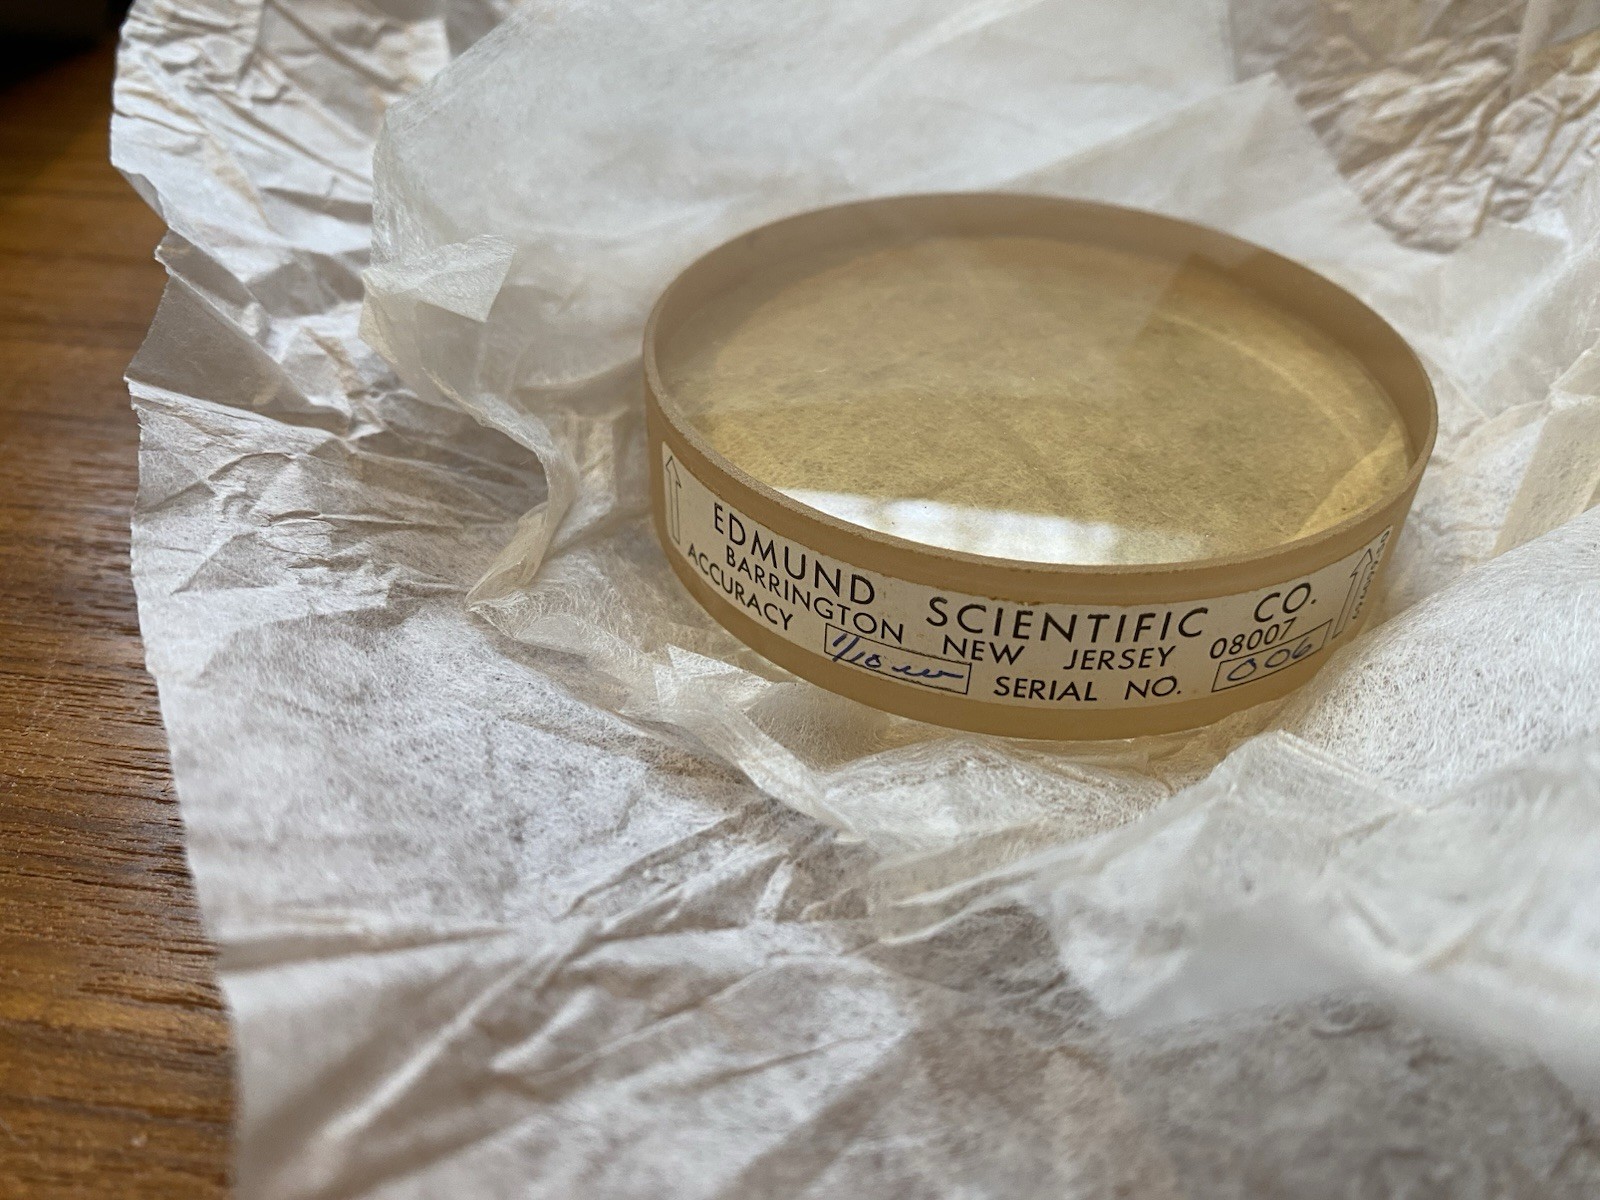 EDMUND SCIENTIFIC CO.
BARRINGTON NEW JERSEY 08007
ACCURACY 1/10 w SERIAL NO. 006